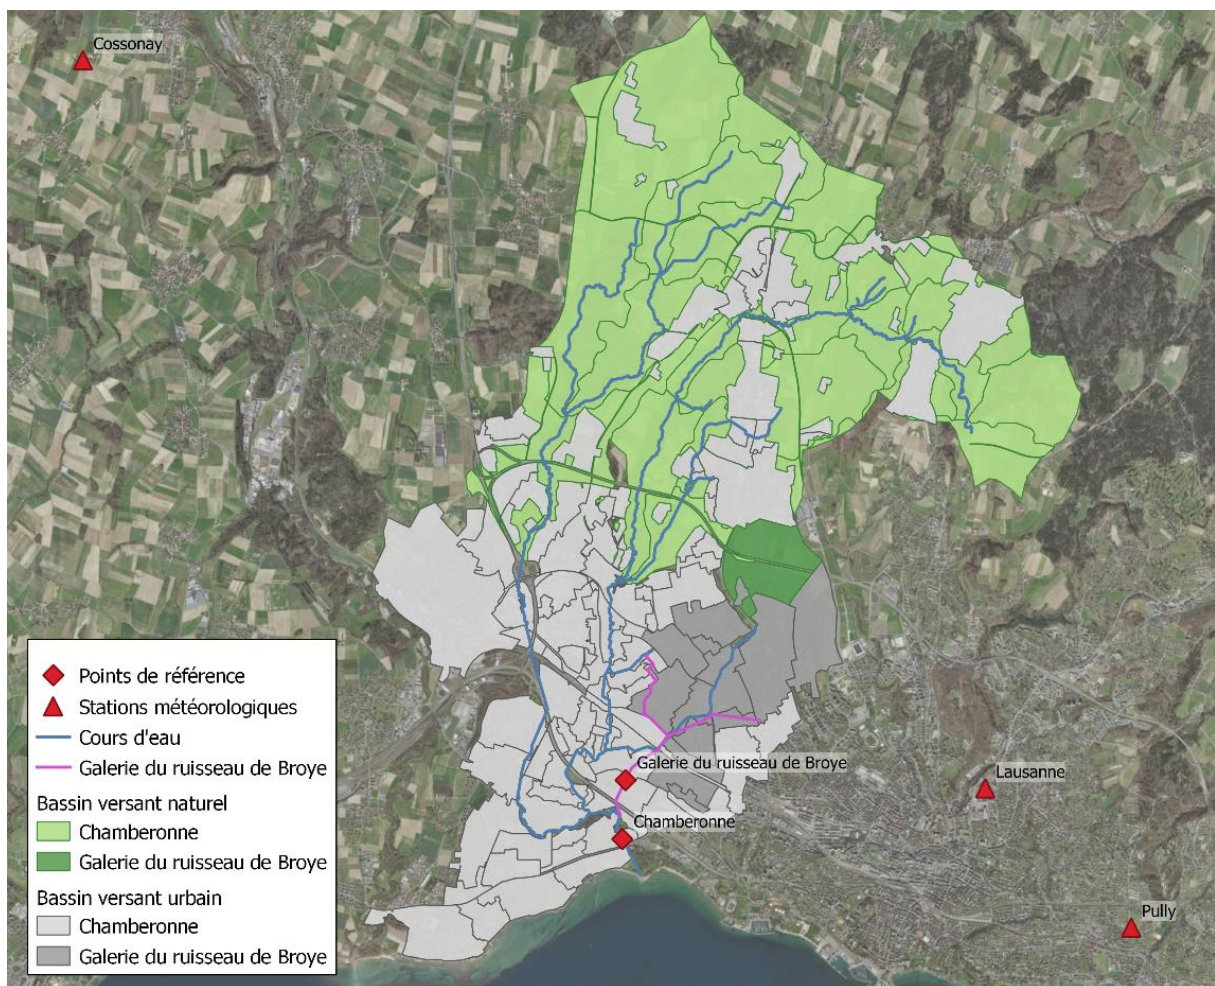 Cossonay
Points de référence
Stations météorologiques
Cours d'eau
Galerie du ruisseau de Broye
Bassin versant naturel
Chamberonne
Galerie du ruisseau de Broye
Bassin versant urbain
Chamberonne
Galerie du ruisseau de Broye
Galerie du ruisseau de Broye
Chamberonne
Lausanne
Pully